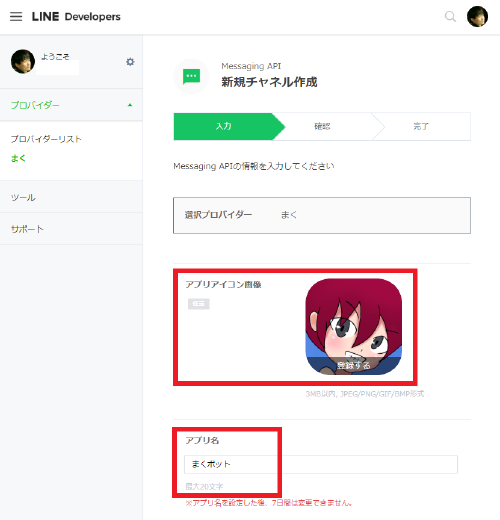 LINE Developers
ようこそ
プロバイダー
プロバイダーリスト
まく
ツール
サポート
Messaging API
新規チャネル作成
入力
確認
完了
Messaging APIの情報を入力してください
選択プロバイダー まく
アプリアイコン画像
登録する
3MB以内, JPEG/PNG/GIF/BMP形式
アプリ名
まくボット
最大20文字
※アプリ名を設定した後、7日間は変更できません。